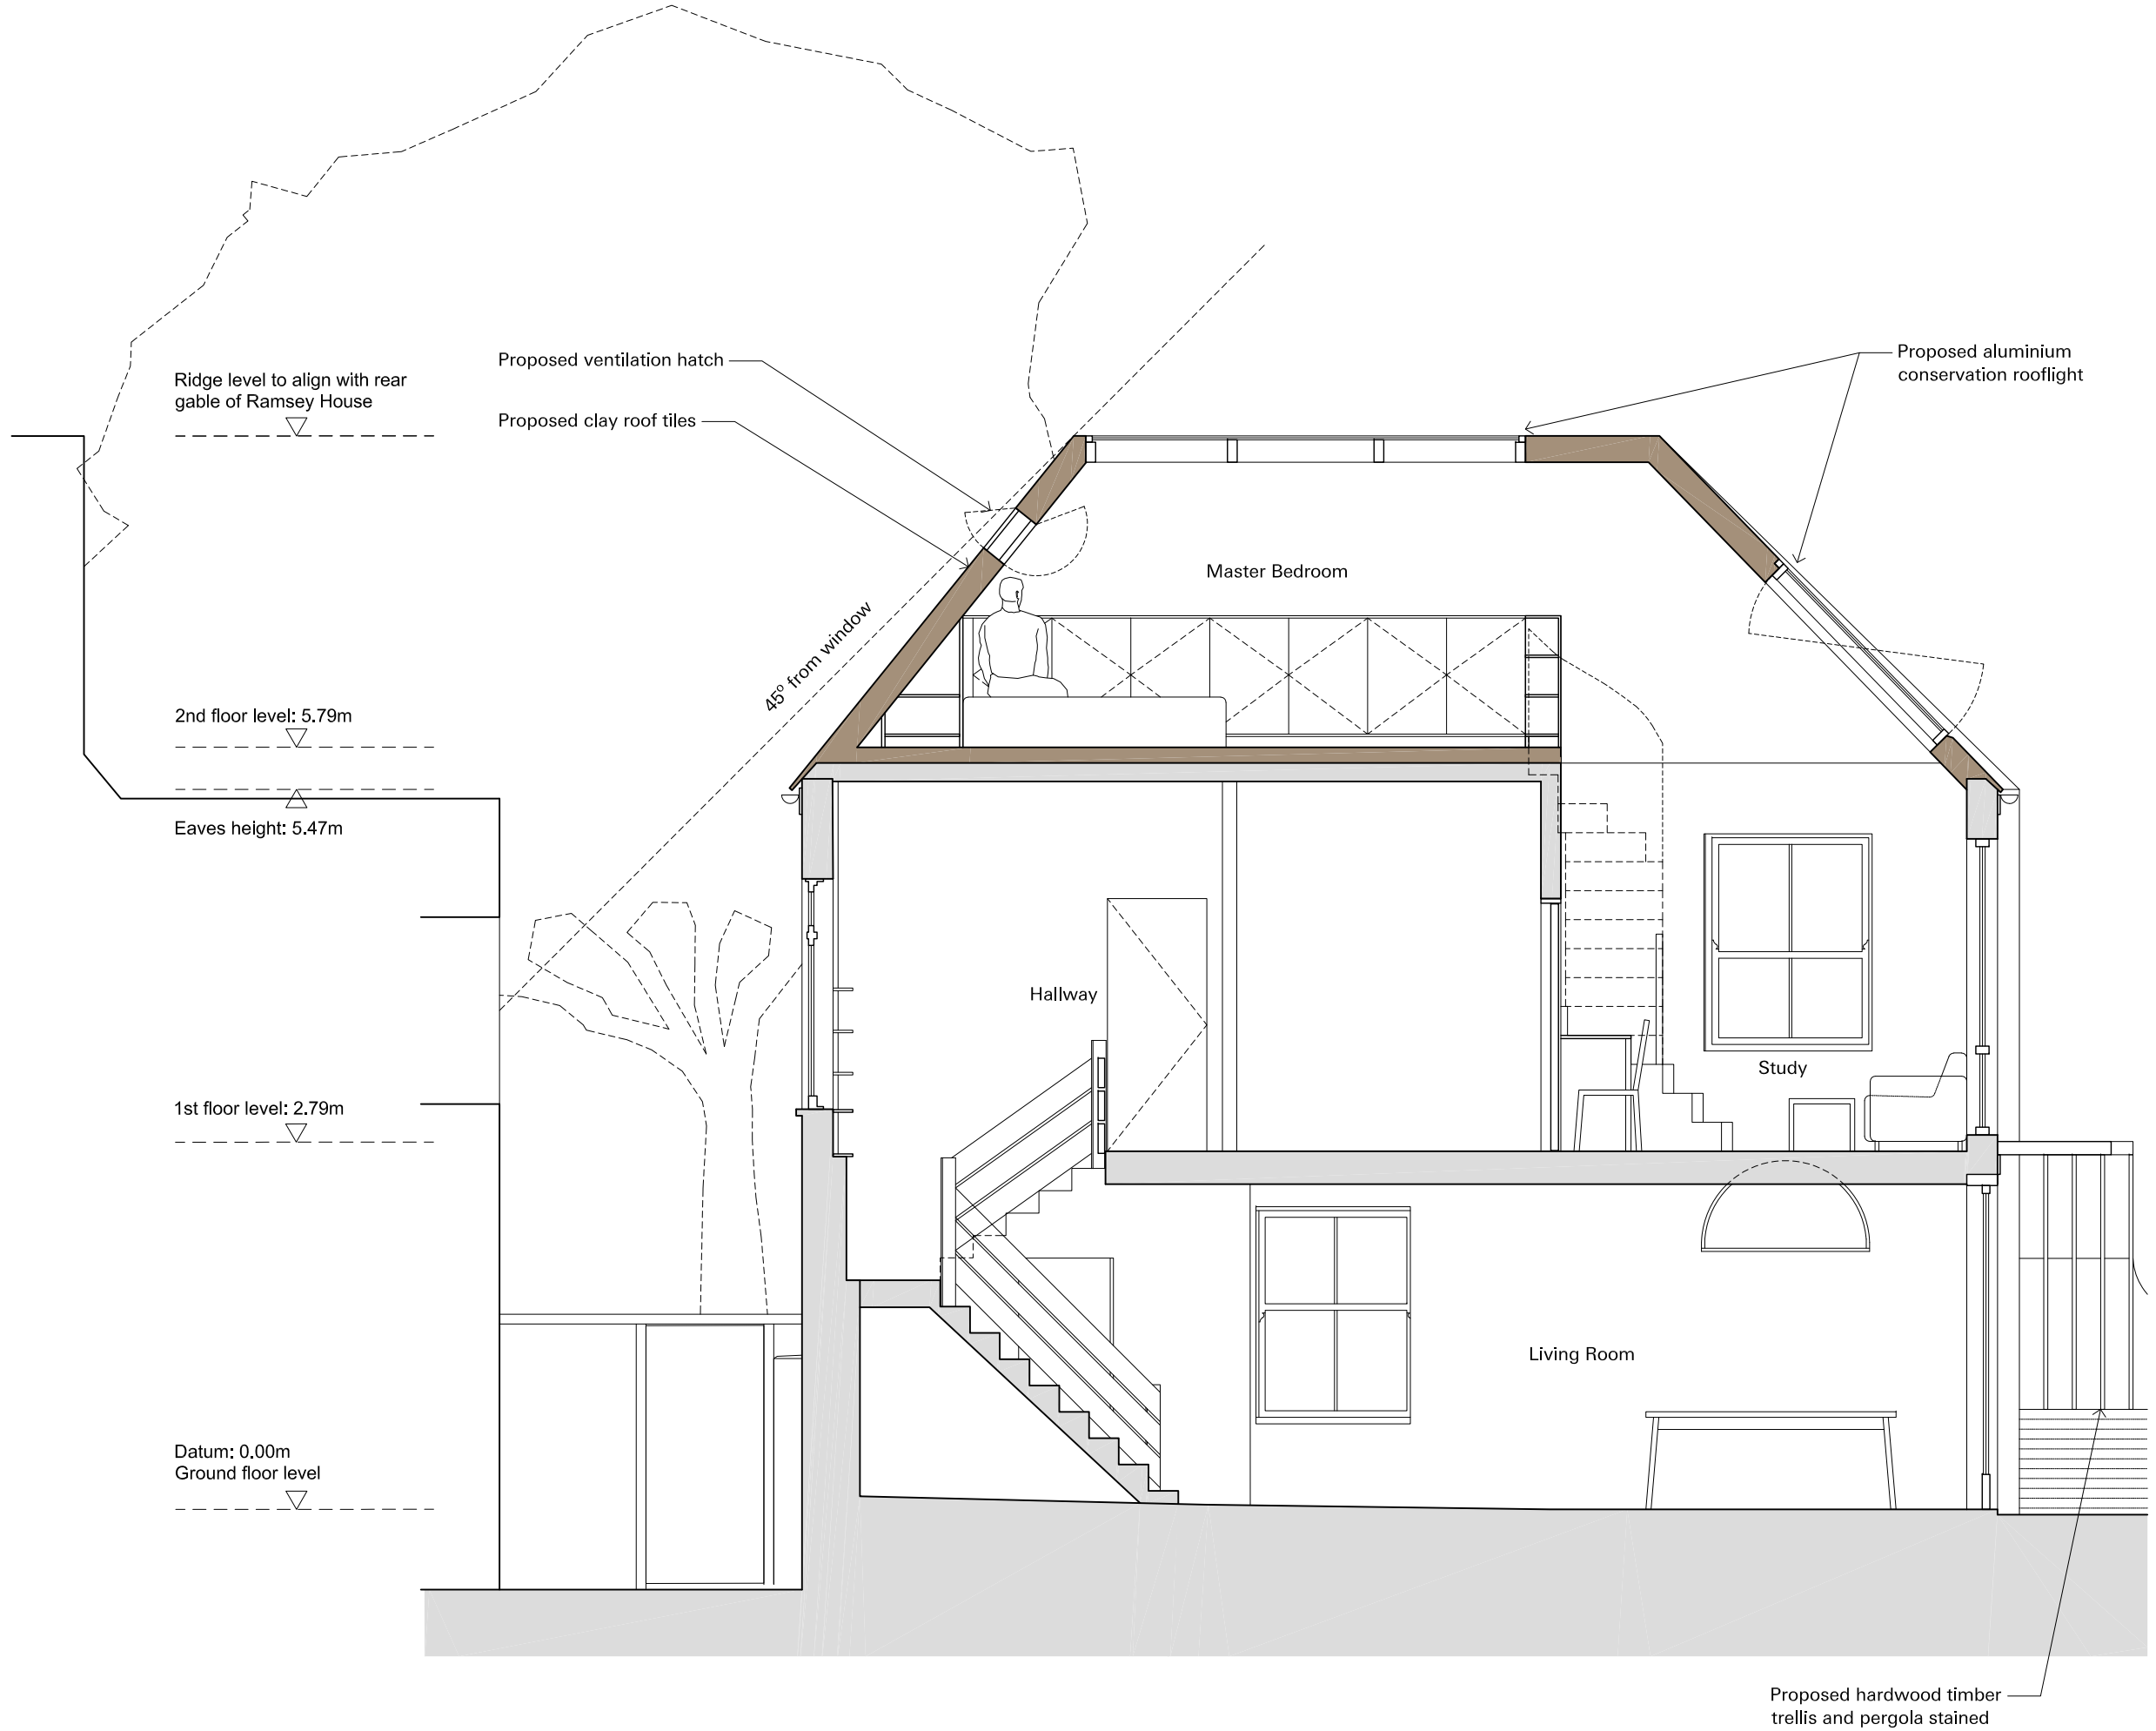 Proposed aluminium
conservation rooflight
Proposed ventilation hatch
Ridge level to align with rear
gable of Ramsey House
Proposed clay roof tiles
Master Bedroom
45° from window
2nd floor level: 5.79m
Eaves height: 5.47m
Hallway
Study
1st floor level: 2.79m
Living Room
Datum: 0.00m
Ground floor level
Proposed hardwood timber
trellis and pergola stained